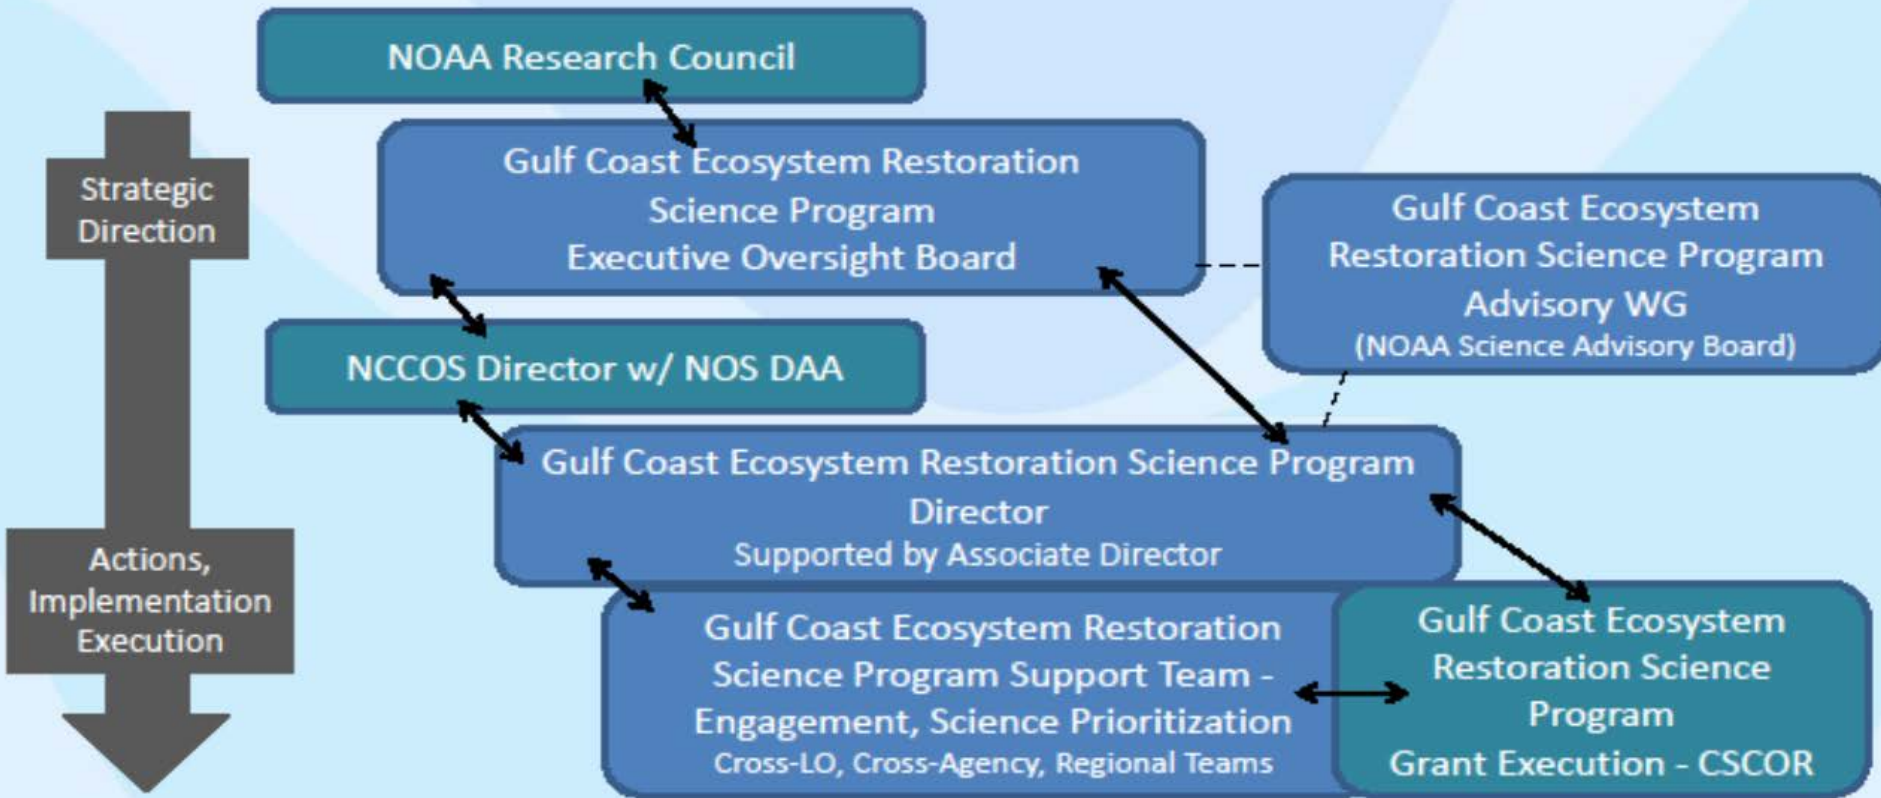 NOAA Research Council
Gulf Coast Ecosystem Restoration
Science Program
Executive Oversight Board
Strategic
Direction
Gulf Coast Ecosystem
Restoration Science Program
Advisory WG
(NOAA Science Advisory Board)
NCCOS Director w/ NOS DAA
Gulf Coast Ecosystem Restoration Science Program
Director
Supported by Associate Director
Actions,
Implementation
Execution
Gulf Coast Ecosystem Restoration
Science Program Support Team -
Engagement, Science Prioritization
Cross-LO, Cross-Agency, Regional Teams
Gulf Coast Ecosystem
Restoration Science
Program
Grant Execution - CSCOR